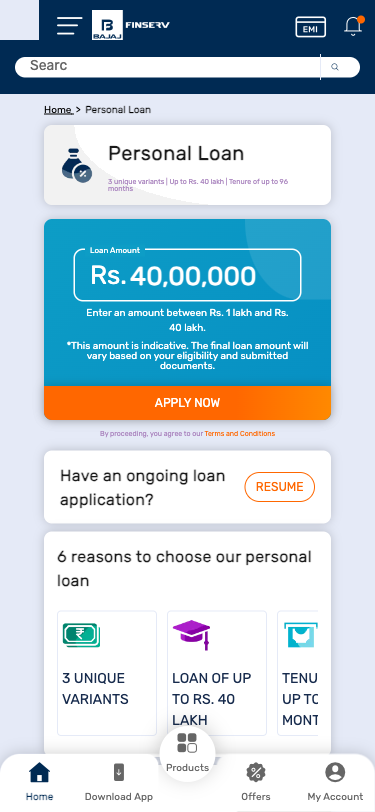 BAJAJ
FINSERV
EMI
Searc
Home > Personal Loan
Personal Loan
3 unique variants | Up to Rs. 40 lakh | Tenure of up to 96
months
Loan Amount
Rs. 40,00,000
Enter an amount between Rs. 1 lakh and Rs.
40 lakh.
*This amount is indicative. The final loan amount will
vary based on your eligibility and submitted
documents.
APPLY NOW
By proceeding, you agree to our Terms and Conditions
Have an ongoing loan
application?
RESUME
6 reasons to choose our personal
loan
3 UNIQUE
VARIANTS
LOAN OF UP
TO RS. 40
LAKH
TENU
UP TO
MONT
Home
Download App
Products
Offers
My Account